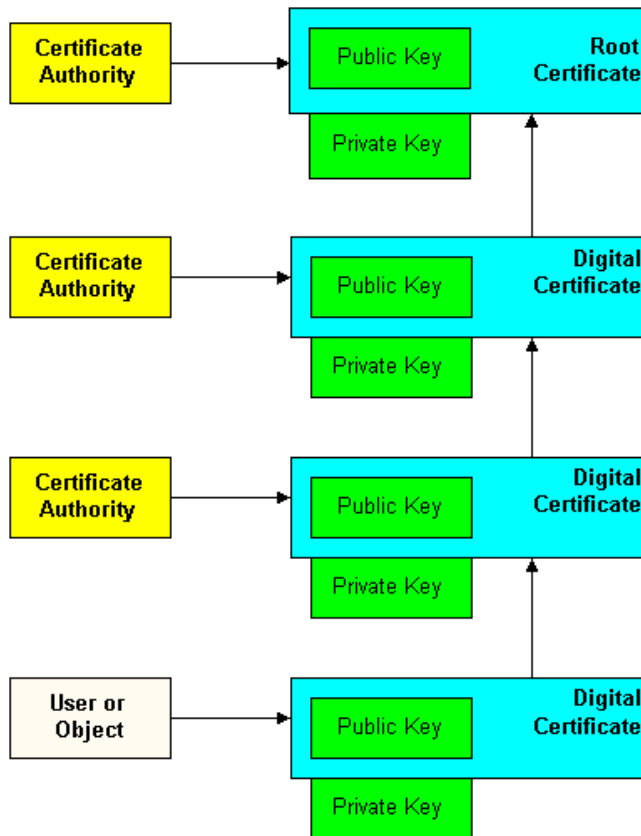 Certificate
Authority
Public Key
Root
Certificate
Private Key
Certificate
Authority
Public Key
Digital
Certificate
Private Key
Certificate
Authority
Public Key
Digital
Certificate
Private Key
User or
Object
Public Key
Digital
Certificate
Private Key